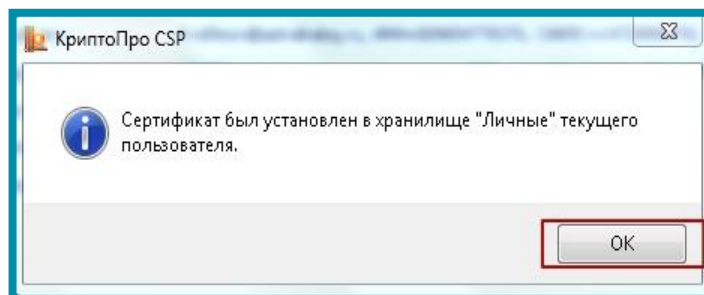 КриптоПро CSP
Сертификат был установлен в хранилище "Личные" текущего
пользователя.
OK